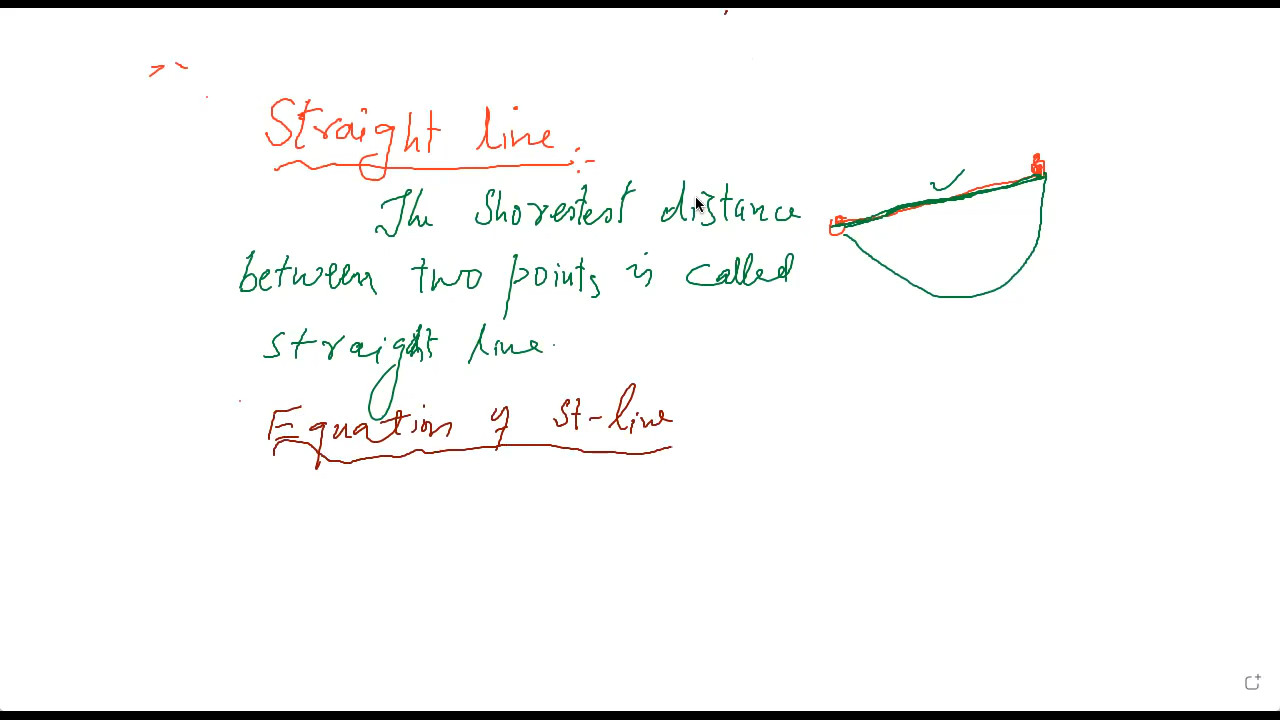 Straight line :-
The Shorestest distance
between two points is called
straight line.
Equation of st-line